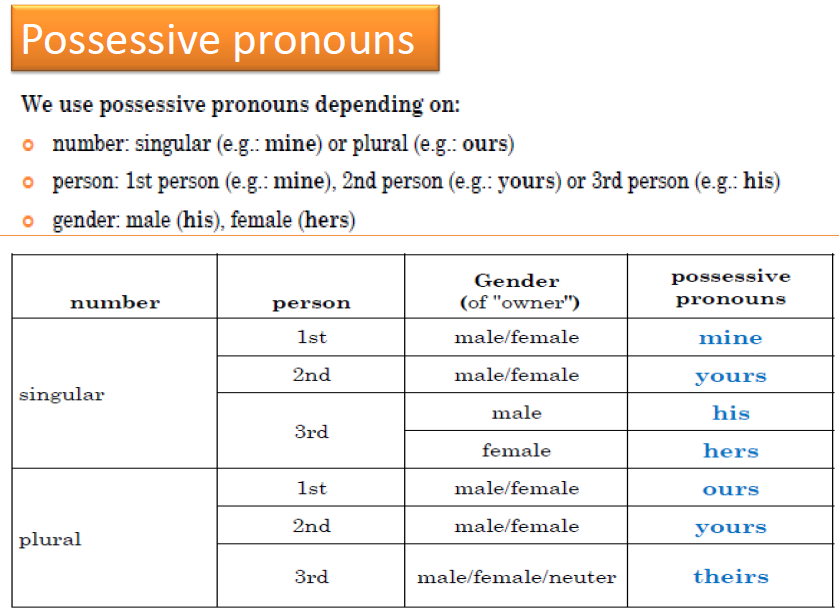 Possessive pronouns
We use possessive pronouns depending on:
number: singular (e.g.: mine) or plural (e.g.: ours)
person: 1st person (e.g.: mine), 2nd person (e.g.: yours) or 3rd person (e.g.: his)
gender: male (his), female (hers)
number person Gender (of "owner") possessive pronouns
singular 1st male/female mine
2nd male/female yours
3rd male his
female hers
plural 1st male/female ours
2nd male/female yours
3rd male/female/neuter theirs